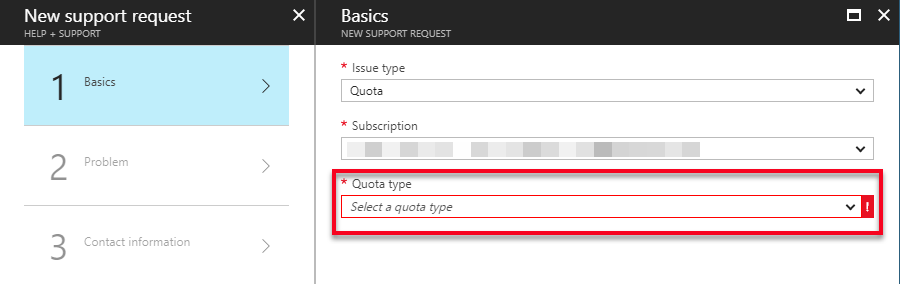 New support request
HELP + SUPPORT
1 Basics
2 Problem
3 Contact information
Basics
NEW SUPPORT REQUEST
* Issue type
Quota
* Subscription
* Quota type
Select a quota type !